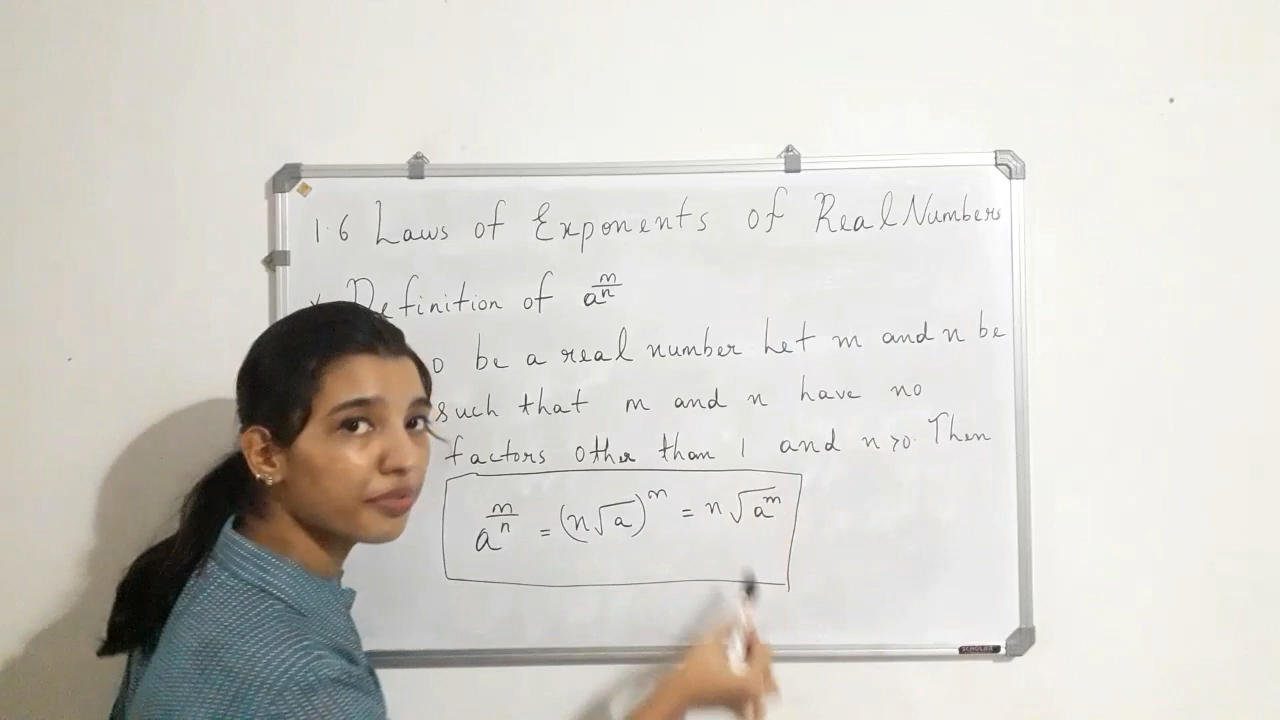 1.6 Laws of Exponents of Real Numbers
Definition of a^{m/n}
be a real number Let m and n be
such that m and n have no
factors other than 1 and n>0. Then
a^{m/n} = (n√a)^m = n√a^m
SCHOLAR